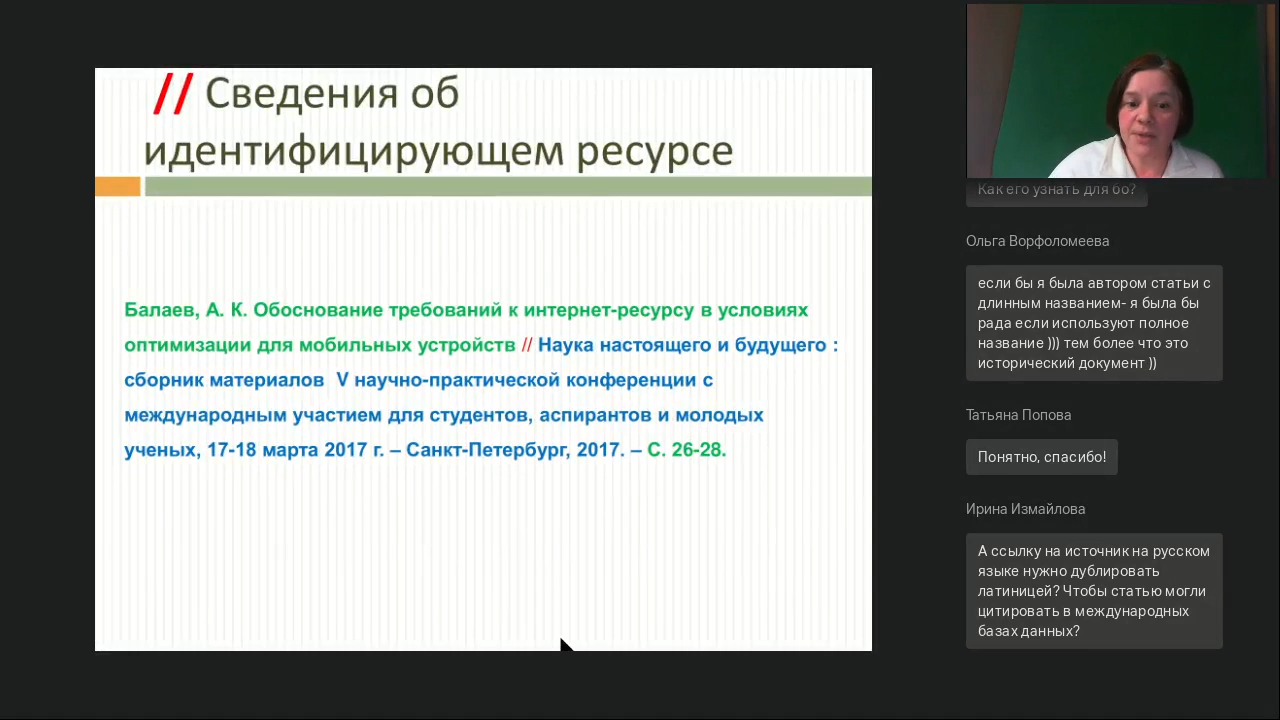 // Сведения об
идентифицирующем ресурсе
Балаев, А. К. Обоснование требований к интернет-ресурсу в условиях
оптимизации для мобильных устройств // Наука настоящего и будущего :
сборник материалов V научно-практической конференции с
международным участием для студентов, аспирантов и молодых
ученых, 17-18 марта 2017 г. – Санкт-Петербург, 2017. – С. 26-28.
Как его узнать для бо?
Ольга Ворфоломеева
если бы я была автором статьи с
длинным названием- я была бы
рада если используют полное
название ))) тем более что это
исторический документ ))
Татьяна Попова
Понятно, спасибо!
Ирина Измайлова
А ссылку на источник на русском
языке нужно дублировать
латиницей? Чтобы статью могли
цитировать в международных
базах данных?